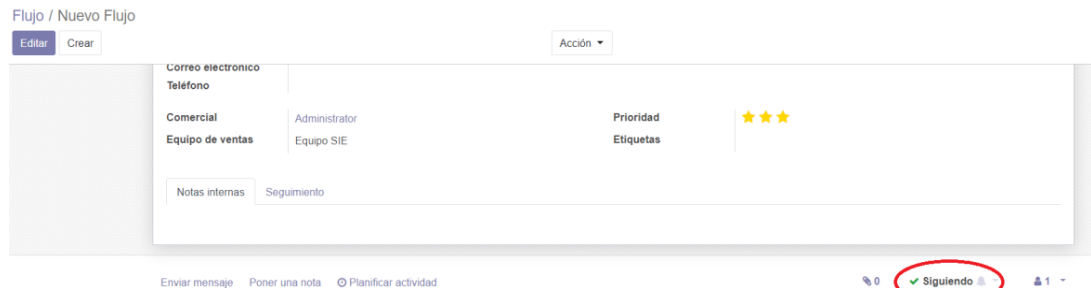 Flujo / Nuevo Flujo
Editar Crear Acción
Correo electrónico
Teléfono
Comercial Administrator Prioridad
Equipo de ventas Equipo SIE Etiquetas
Notas internas Seguimiento
Enviar mensaje Poner una nota Planificar actividad 0 Siguiendo 1